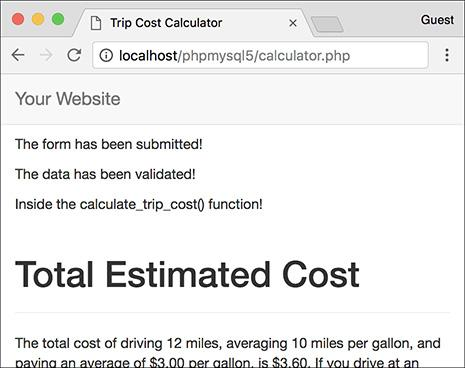 Trip Cost Calculator
Guest
localhost/phpmysql5/calculator.php
Your Website
The form has been submitted!
The data has been validated!
Inside the calculate_trip_cost() function!
Total Estimated Cost
The total cost of driving 12 miles, averaging 10 miles per gallon, and
paying an average of $3.00 per gallon, is $3.60. If you drive at an